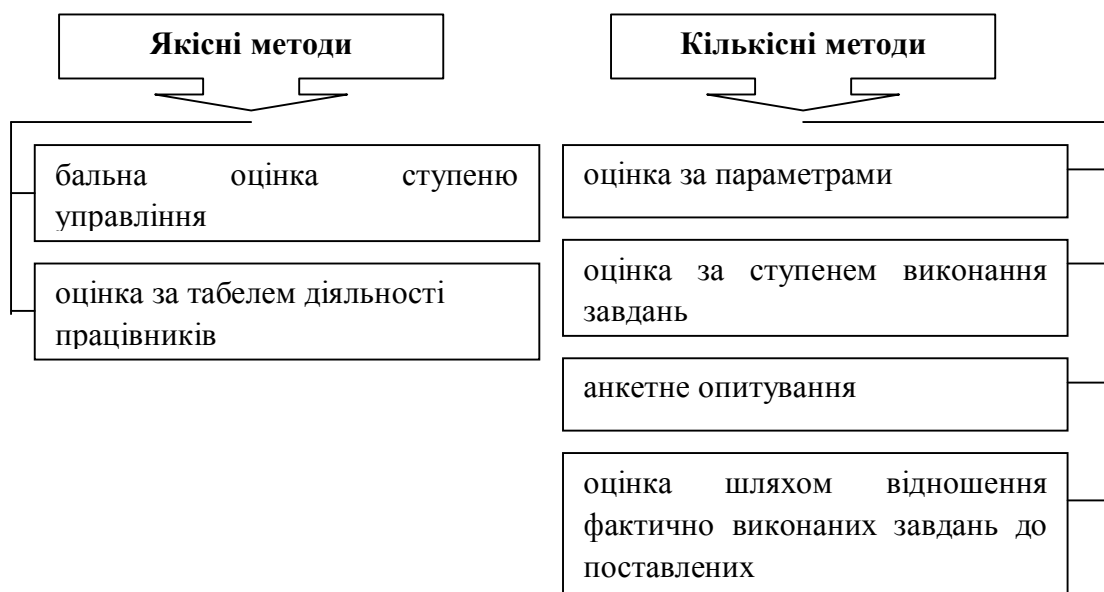 Якісні методи
бальна оцінка ступеню
управління
оцінка за табелем діяльності
працівників
Кількісні методи
оцінка за параметрами
оцінка за ступенем виконання
завдань
анкетне опитування
оцінка шляхом відношення
фактично виконаних завдань до
поставлених